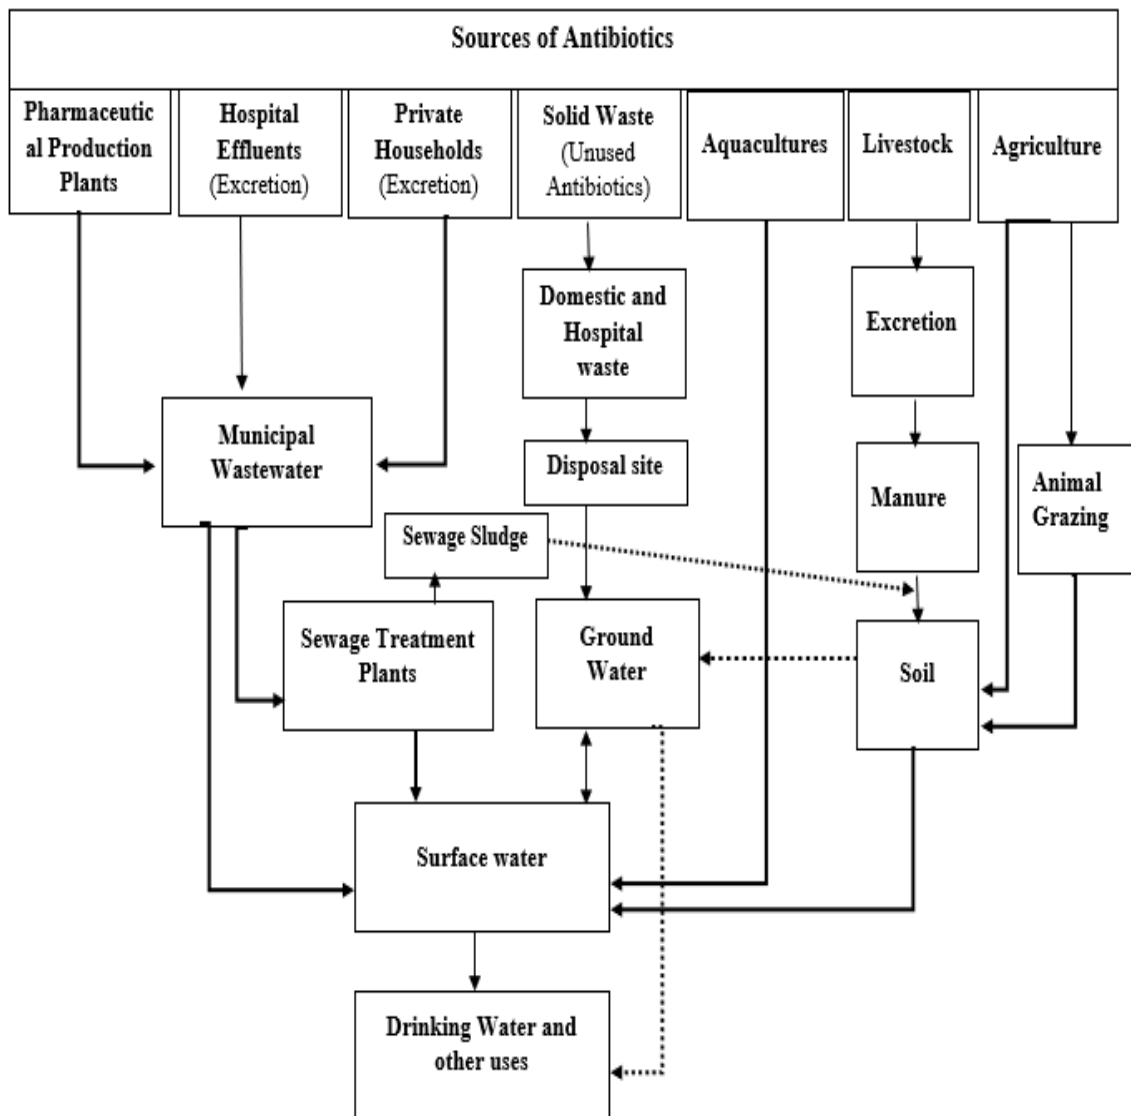 Sources of Antibiotics
Pharmaceutic
al Production
Plants
Hospital
Effluents
(Excretion)
Private
Households
(Excretion)
Solid Waste
(Unused
Antibiotics)
Aquacultures
Livestock
Agriculture
Domestic and
Hospital
waste
Excretion
Municipal
Wastewater
Disposal site
Manure
Animal
Grazing
Sewage Sludge
Sewage Treatment
Plants
Ground
Water
Soil
Surface water
Drinking Water and
other uses